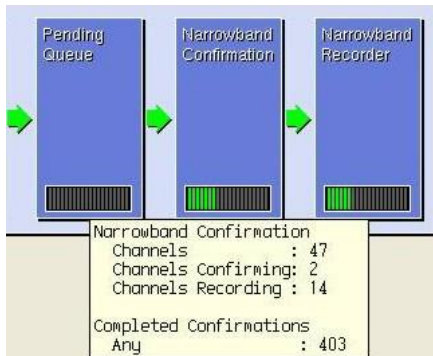 Pending
Queue
Narrowband
Confirmation
Narrowband
Recorder
Narrowband Confirmation
Channels : 47
Channels Confirming: 2
Channels Recording : 14
Completed Confirmations
Any : 403